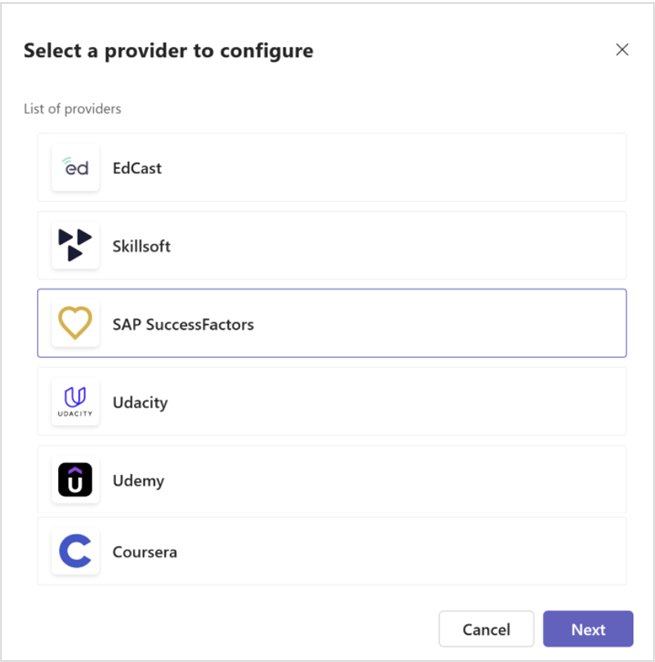 Select a provider to configure
List of providers
ed
EdCast
Skillsoft
SAP SuccessFactors
UDACITY
Udacity
Udemy
Coursera
Cancel
Next